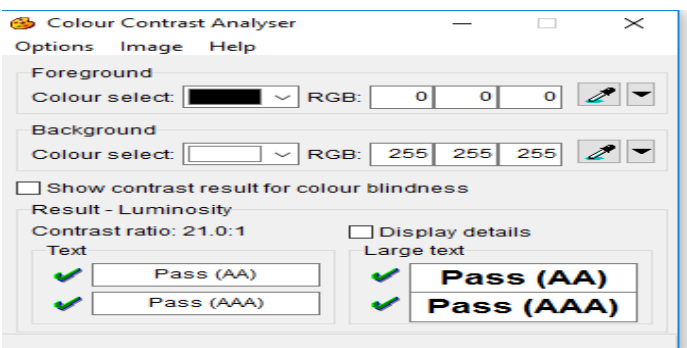 Colour Contrast Analyser
Options Image Help
Foreground
Colour select: RGB: 0 0 0
Background
Colour select: RGB: 255 255 255
Show contrast result for colour blindness
Result - Luminosity
Contrast ratio: 21.0:1 Display details
Text Large text
Pass (AA) Pass (AA)
Pass (AAA) Pass (AAA)